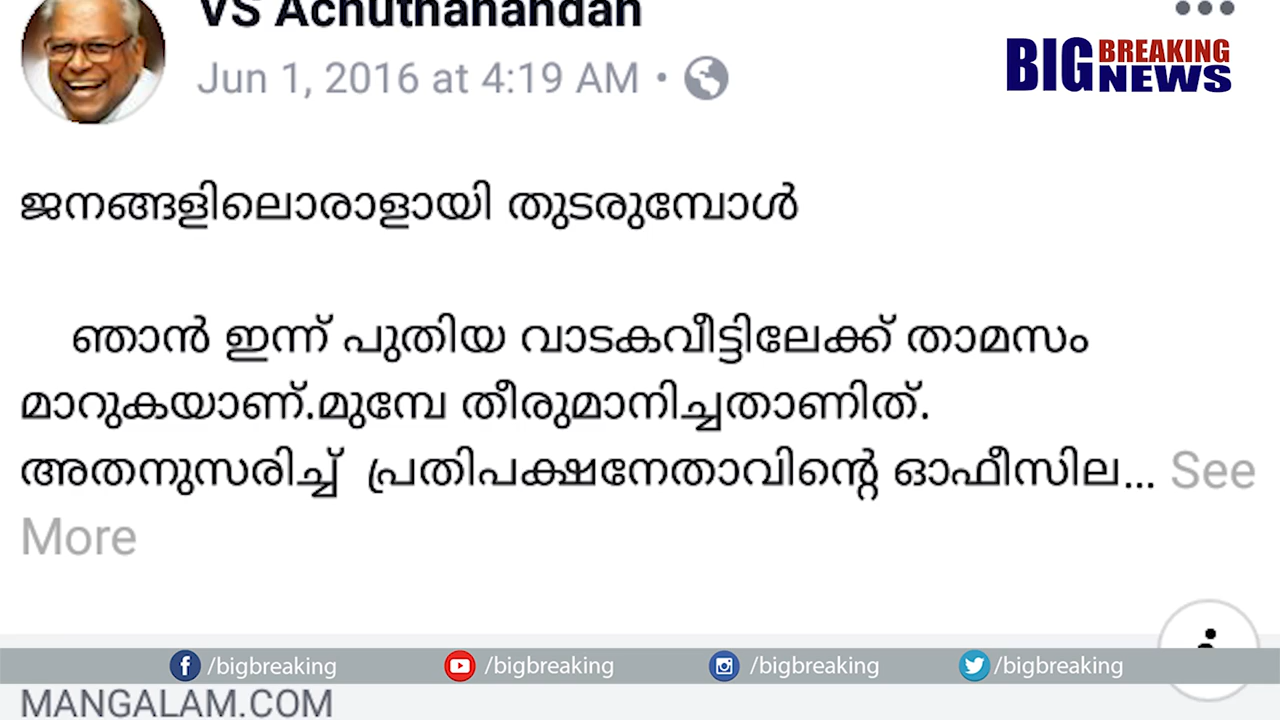 VS Achuthanandan
Jun 1, 2016 at 4:19 AM •
BIG BREAKING NEWS
ജനങ്ങളിലൊരാളായി തുടരുമ്പോൾ
ഞാൻ ഇന്ന് പുതിയ വാടകവീട്ടിലേക്ക് താമസം
മാറുകയാണ്.മുമ്പേ തീരുമാനിച്ചതാണിത്.
അതനുസരിച്ച് പ്രതിപക്ഷനേതാവിന്റെ ഓഫീസില... See
More
/bigbreaking /bigbreaking /bigbreaking /bigbreaking
MANGALAM.COM